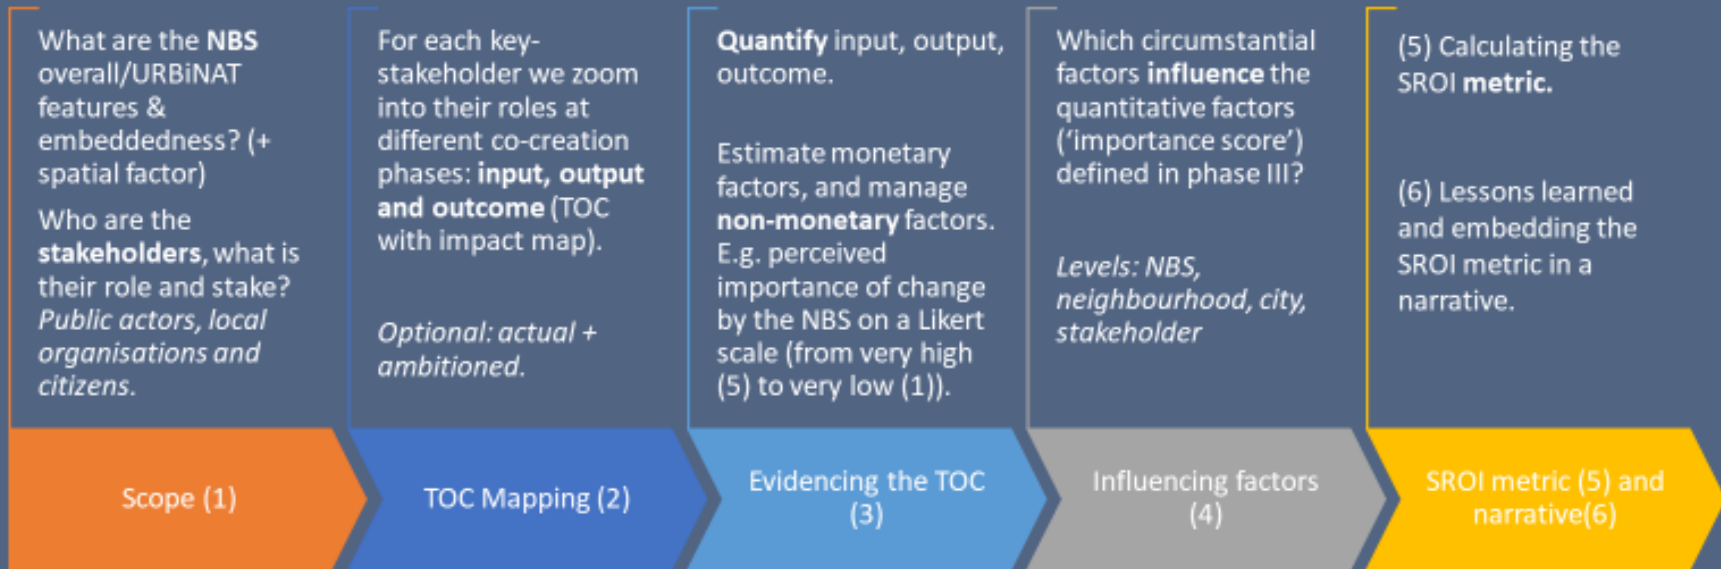 What are the NBS
overall/URBiNAT
features &
embeddedness? (+
spatial factor)
Who are the
stakeholders, what is
their role and stake?
Public actors, local
organisations and
citizens.
Scope (1)
For each key-
stakeholder we zoom
into their roles at
different co-creation
phases: input, output
and outcome (TOC
with impact map).
Optional: actual +
ambitioned.
TOC Mapping (2)
Quantify input, output,
outcome.
Estimate monetary
factors, and manage
non-monetary factors.
E.g. perceived
importance of change
by the NBS on a Likert
scale (from very high
(5) to very low (1)).
Evidencing the TOC
(3)
Which circumstantial
factors influence the
quantitative factors
(‘importance score’)
defined in phase III?
Levels: NBS,
neighbourhood, city,
stakeholder
Influencing factors
(4)
(5) Calculating the
SROI metric.
(6) Lessons learned
and embedding the
SROI metric in a
narrative.
SROI metric (5) and
narrative(6)